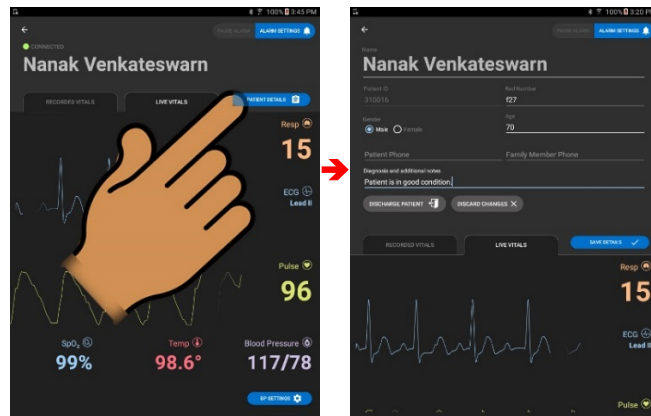 100% 3:45 PM
PAUSE ALARM ALARM SETTINGS
CONNECTED
Nanak Venkateswarn
RECORDED VITALS LIVE VITALS PATIENT DETAILS
Resp
15
ECG
Lead II
Pulse
96
SpO₂ Temp Blood Pressure
99% 98.6° 117/78
BP SETTINGS
100% 3:20 P
PAUSE ALARM ALARM SETTINGS
Name
Nanak Venkateswarn
Patient ID Bed Number
310016 f27
Gender Age
Male Female 70
Patient Phone Family Member Phone
Diagnosis and additional notes
Patient is in good condition.
DISCHARGE PATIENT DISCARD CHANGES
RECORDED VITALS LIVE VITALS SAVE DETAILS
Resp
15
ECG
Lead II
Pulse